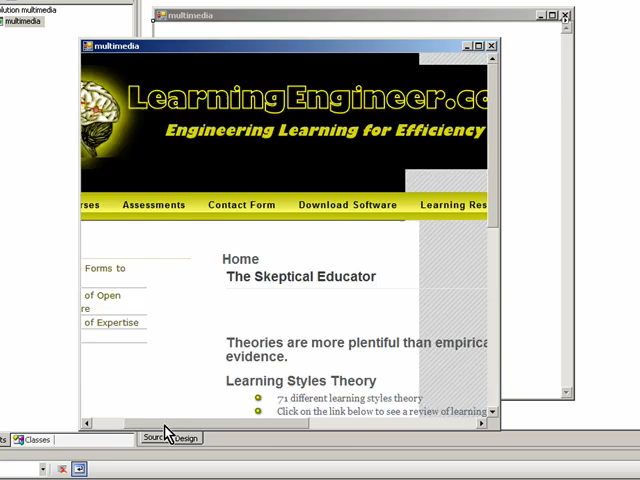 olution multimedia
multimedia
multimedia
multimedia
LearningEngineer.co
Engineering Learning for Efficiency
rses Assessments Contact Form Download Software Learning Res
Home
The Skeptical Educator
Forms to
of Open
re
of Expertise
Theories are more plentiful than empirica
evidence.
Learning Styles Theory
71 different learning styles theory
Click on the link below to see a review of learning
ts Classes
Sourc Design